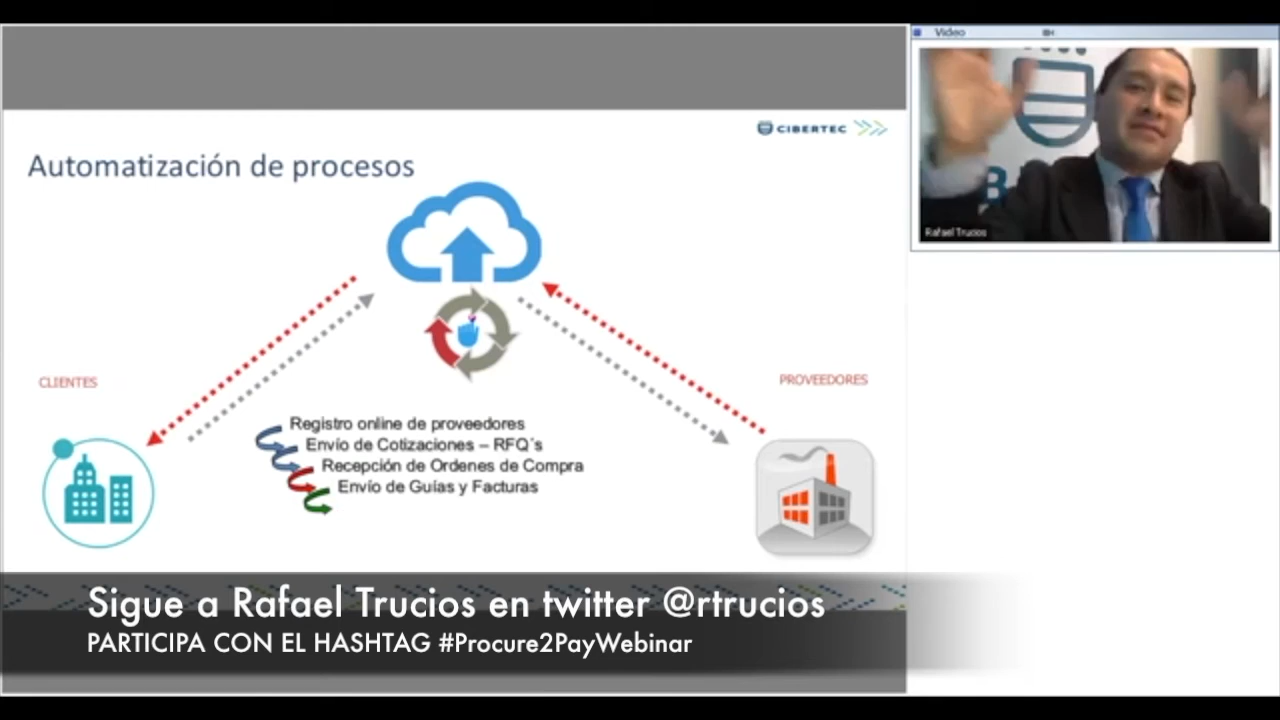 Video
CIBERTEC
Automatización de procesos
Rafael Trucios
CLIENTES
PROVEEDORES
Registro online de proveedores
Envío de Cotizaciones – RFQ´s
Recepción de Ordenes de Compra
Envío de Guías y Facturas
Sigue a Rafael Trucios en twitter @rtrucios
PARTICIPA CON EL HASHTAG #Procure2PayWebinar